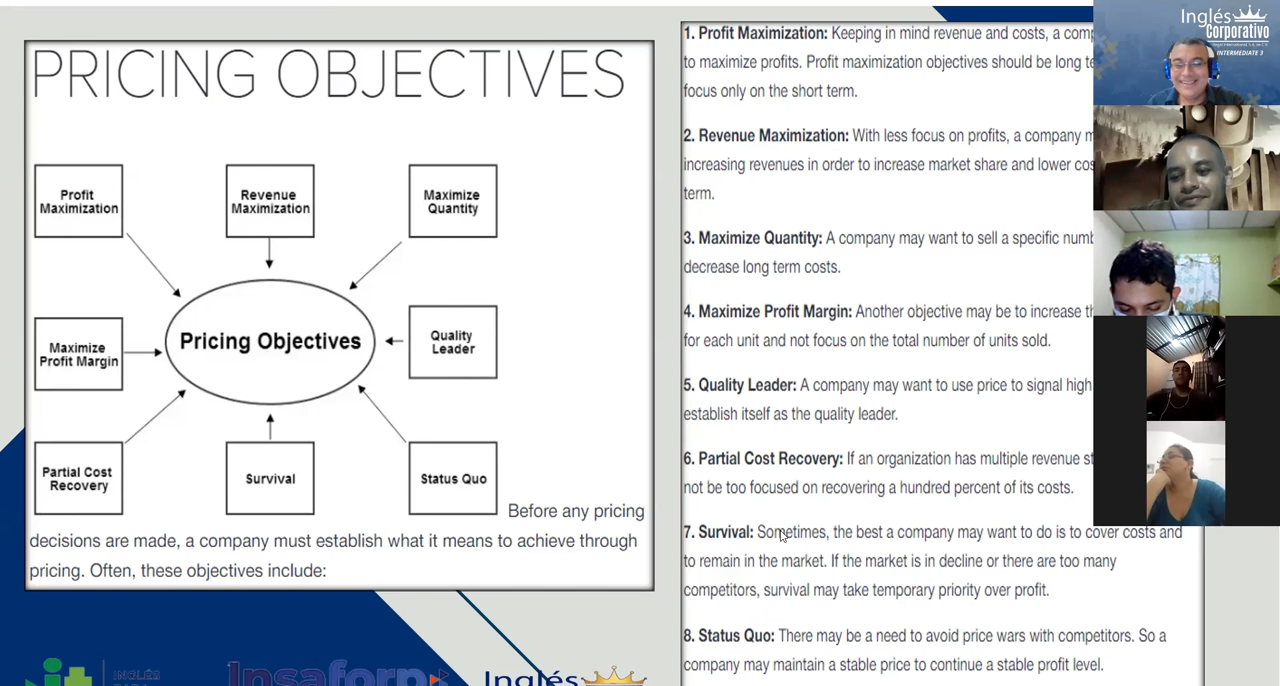 PRICING OBJECTIVES
Profit
Maximization
Revenue
Maximization
Maximize
Quantity
Maximize
Profit Margin
Pricing Objectives
Quality
Leader
Partial Cost
Recovery
Survival
Status Quo
Before any pricing
decisions are made, a company must establish what it means to achieve through
pricing. Often, these objectives include:
1. Profit Maximization: Keeping in mind revenue and costs, a
to maximize profits. Profit maximization objectives should be long
focus only on the short term.
2. Revenue Maximization: With less focus on profits, a company
increasing revenues in order to increase market share and lower
term.
3. Maximize Quantity: A company may want to sell a specific
decrease long term costs.
4. Maximize Profit Margin: Another objective may be to increase
for each unit and not focus on the total number of units sold.
5. Quality Leader: A company may want to use price to signal high
establish itself as the quality leader.
6. Partial Cost Recovery: If an organization has multiple revenue
not be too focused on recovering a hundred percent of its costs.
7. Survival: Sometimes, the best a company may want to do is to cover costs and
to remain in the market. If the market is in decline or there are too many
competitors, survival may take temporary priority over profit.
8. Status Quo: There may be a need to avoid price wars with competitors. So a
company may maintain a stable price to continue a stable profit level.
Inglés
Corporativo
INTERMEDIATE 3
INGLÉS
Insaforp
Inglés